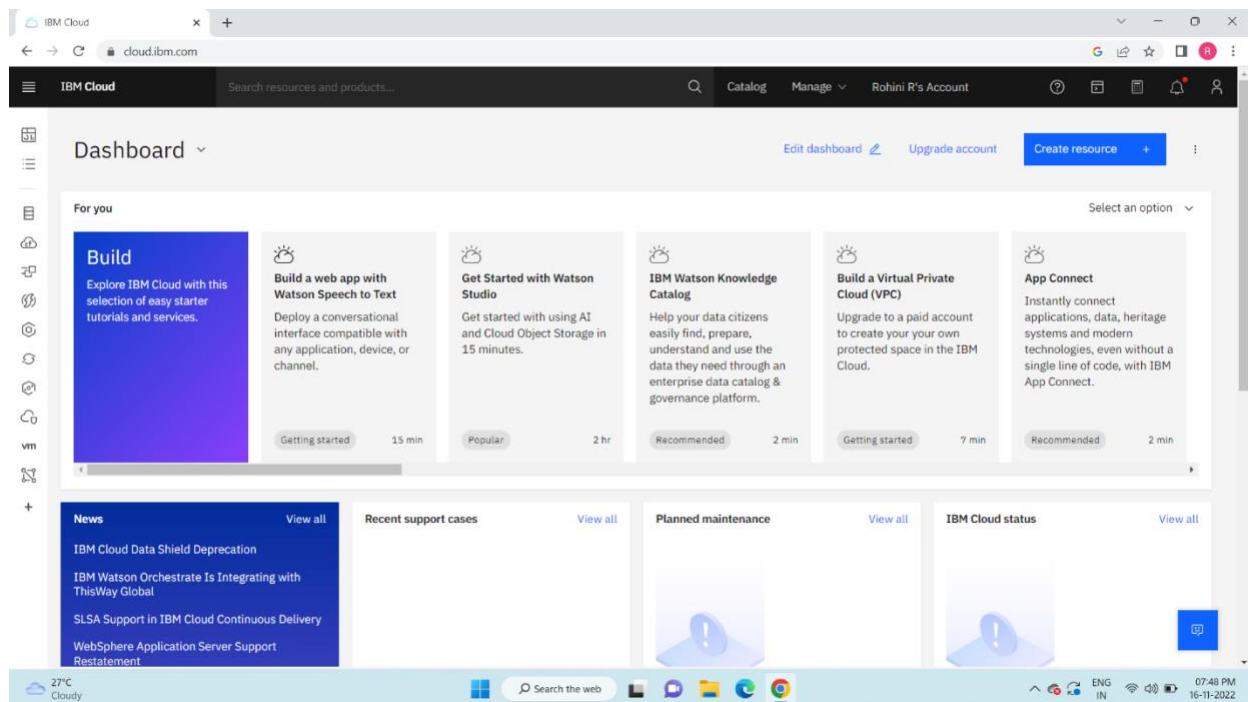 IBM Cloud
cloud.ibm.com
IBM Cloud
Search resources and products...
Catalog
Manage
Rohini R's Account
Dashboard
Edit dashboard
Upgrade account
Create resource +
For you
Select an option
Build
Explore IBM Cloud with this
selection of easy starter
tutorials and services.
Build a web app with
Watson Speech to Text
Deploy a conversational
interface compatible with
any application, device, or
channel.
Getting started 15 min
Get Started with Watson
Studio
Get started with using AI
and Cloud Object Storage in
15 minutes.
Popular 2 hr
IBM Watson Knowledge
Catalog
Help your data citizens
easily find, prepare,
understand and use the
data they need through an
enterprise data catalog &
governance platform.
Recommended 2 min
Build a Virtual Private
Cloud (VPC)
Upgrade to a paid account
to create your your own
protected space in the IBM
Cloud.
Getting started 7 min
App Connect
Instantly connect
applications, data, heritage
systems and modern
technologies, even without a
single line of code, with IBM
App Connect.
Recommended 2 min
vm
News View all
IBM Cloud Data Shield Deprecation
IBM Watson Orchestrate Is Integrating with
ThisWay Global
SLSA Support in IBM Cloud Continuous Delivery
WebSphere Application Server Support
Restatement
Recent support cases View all
Planned maintenance View all
IBM Cloud status View all
27°C
Cloudy
Search the web
ENG
IN
07:48 PM
16-11-2022